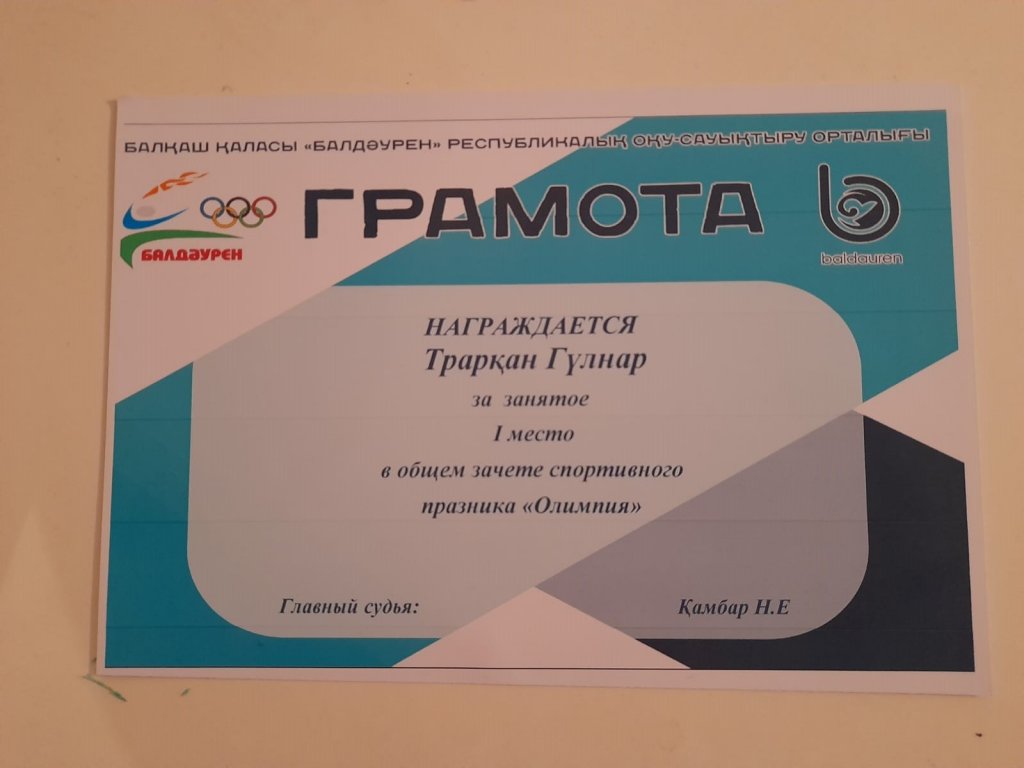 БАЛҚАШ ҚАЛАСЫ «БАЛДӘУРЕН» РЕСПУБЛИКАЛЫҚ ОҚУ-САУЫҚТЫРУ ОРТАЛЫҒЫ
ГРАМОТА
БАЛДӘУРЕН
baldauren
НАГРАЖДАЕТСЯ
Трарқан Гүлнар
за занятое
I место
в общем зачете спортивного
празника «Олимпия»
Главный судья: Қамбар Н.Е